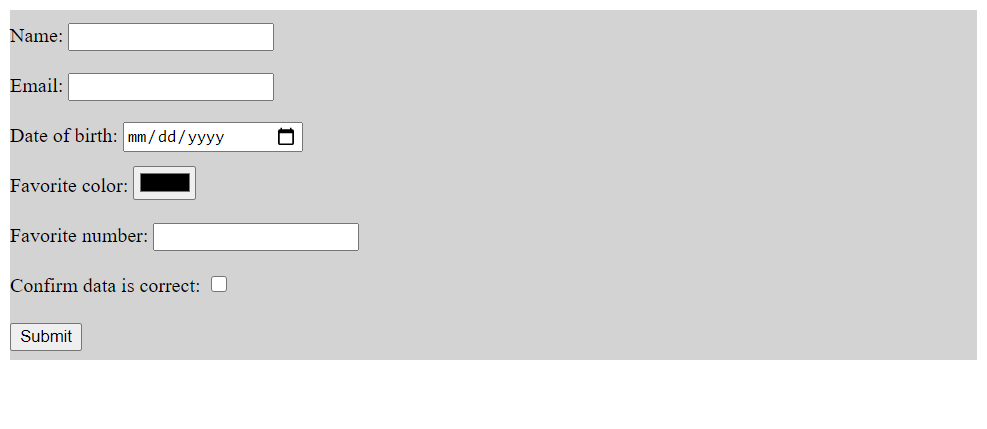 Name:
Email:
Date of birth: mm/dd/yyyy
Favorite color:
Favorite number:
Confirm data is correct:
Submit